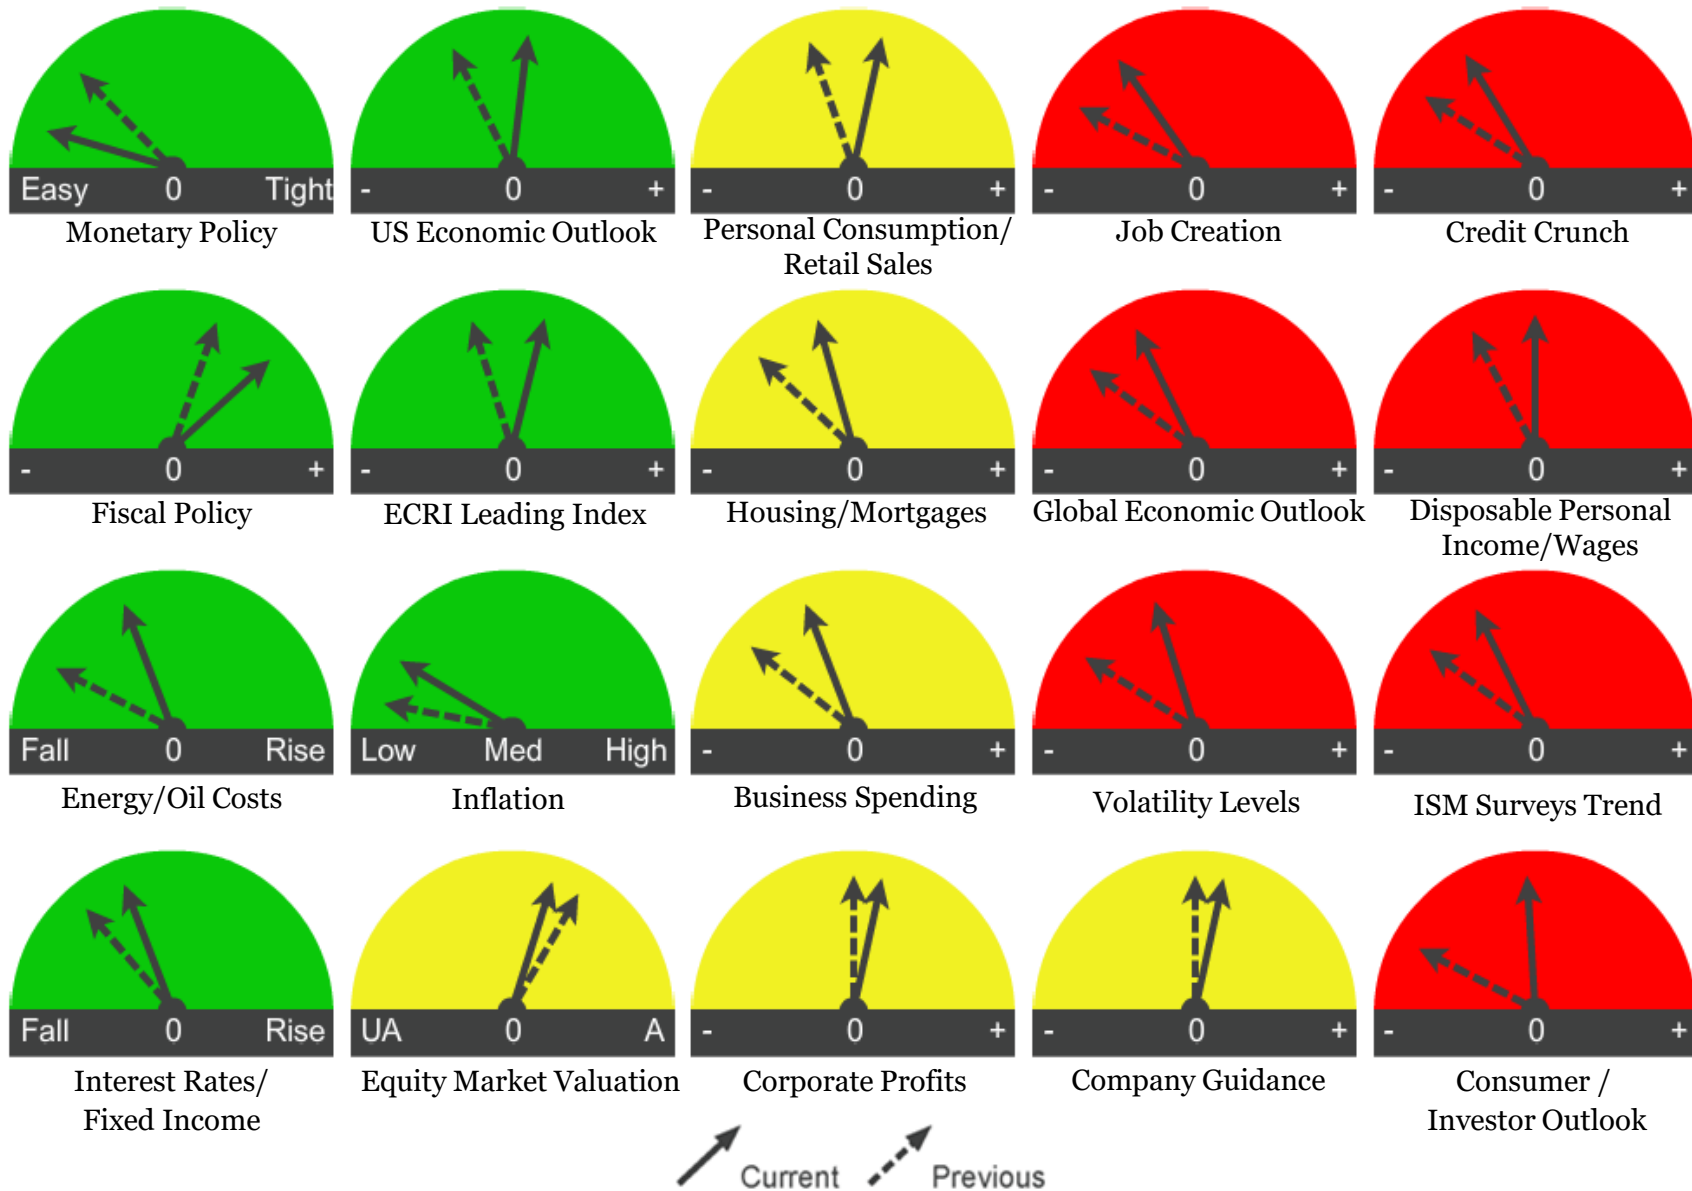 Easy 0 Tight
- 0 +
- 0 +
- 0 +
- 0 +
Monetary Policy
US Economic Outlook
Personal Consumption/
Retail Sales
Job Creation
Credit Crunch
- 0 +
- 0 +
- 0 +
- 0 +
- 0 +
Fiscal Policy
ECRI Leading Index
Housing/Mortgages
Global Economic Outlook
Disposable Personal
Income/Wages
Fall 0 Rise
Low Med High
- 0 +
- 0 +
- 0 +
Energy/Oil Costs
Inflation
Business Spending
Volatility Levels
ISM Surveys Trend
Fall 0 Rise
UA 0 A
- 0 +
- 0 +
- 0 +
Interest Rates/
Fixed Income
Equity Market Valuation
Corporate Profits
Company Guidance
Consumer /
Investor Outlook
Current Previous